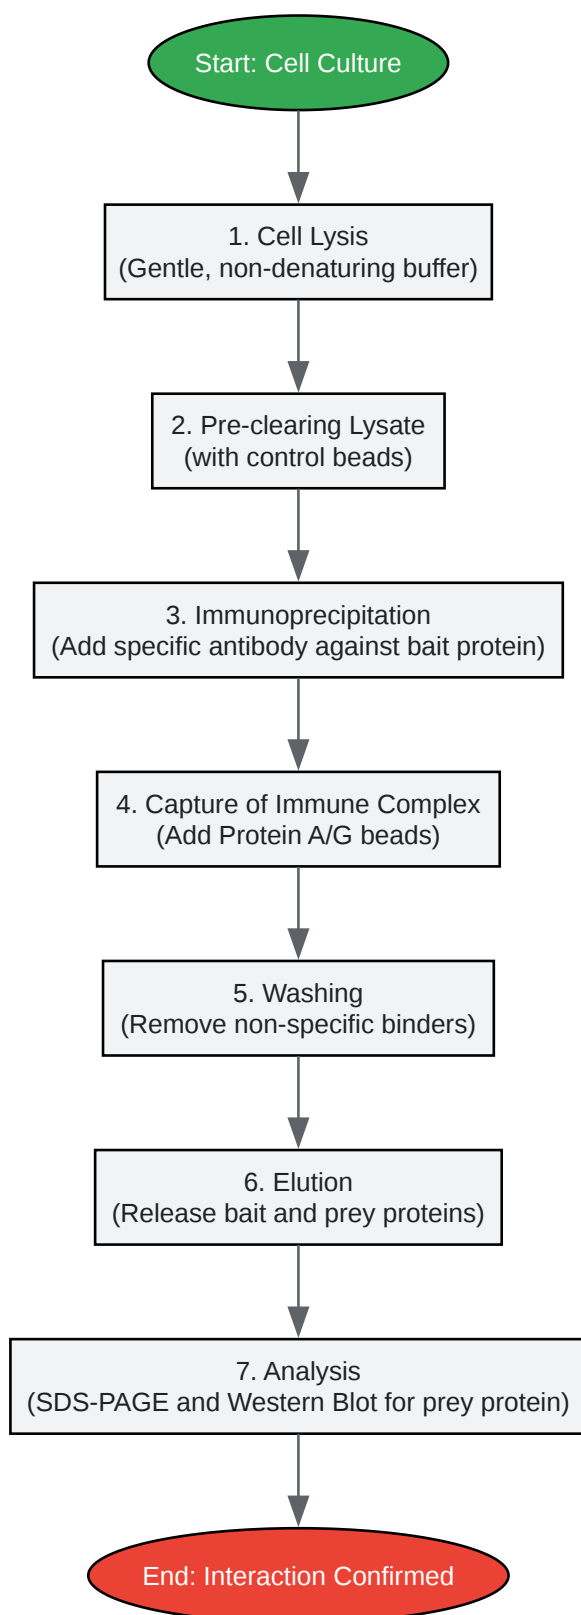 Start: Cell Culture
1. Cell Lysis
(Gentle, non-denaturing buffer)
2. Pre-clearing Lysate
(with control beads)
3. Immunoprecipitation
(Add specific antibody against bait protein)
4. Capture of Immune Complex
(Add Protein A/G beads)
5. Washing
(Remove non-specific binders)
6. Elution
(Release bait and prey proteins)
7. Analysis
(SDS-PAGE and Western Blot for prey protein)
End: Interaction Confirmed